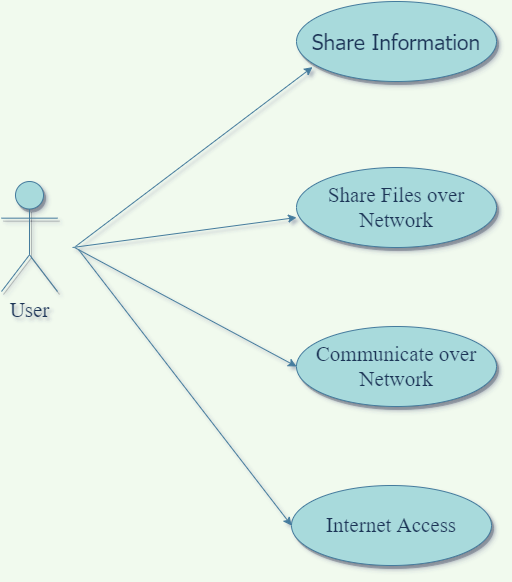 Share Information
Share Files over
Network
User
Communicate over
Network
Internet Access